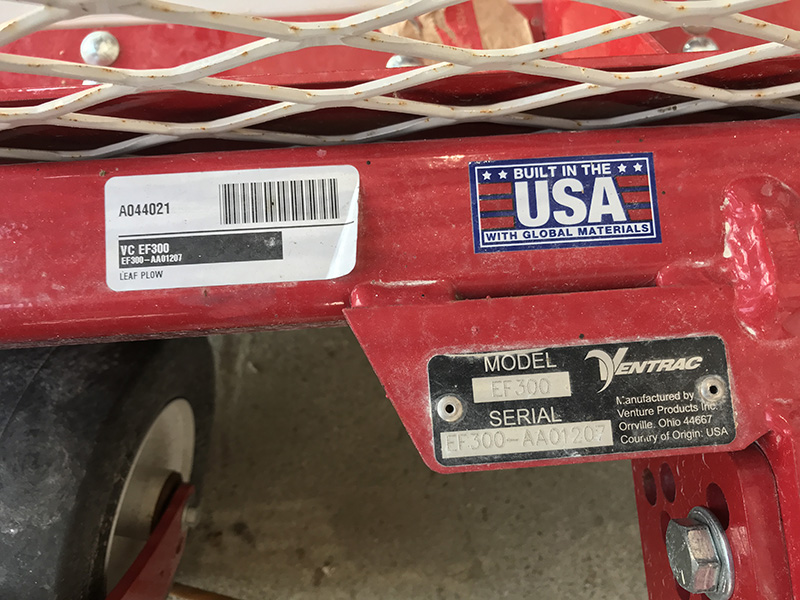 A044021
VC EF300
EF300-AA01207
LEAF PLOW
BUILT IN THE
USA
WITH GLOBAL MATERIALS
MODEL
EF300
SERIAL
EF300-AA01207
VENTRAC
Manufactured by
Venture Products Inc.
Orrville, Ohio 44667
Country of Origin: USA